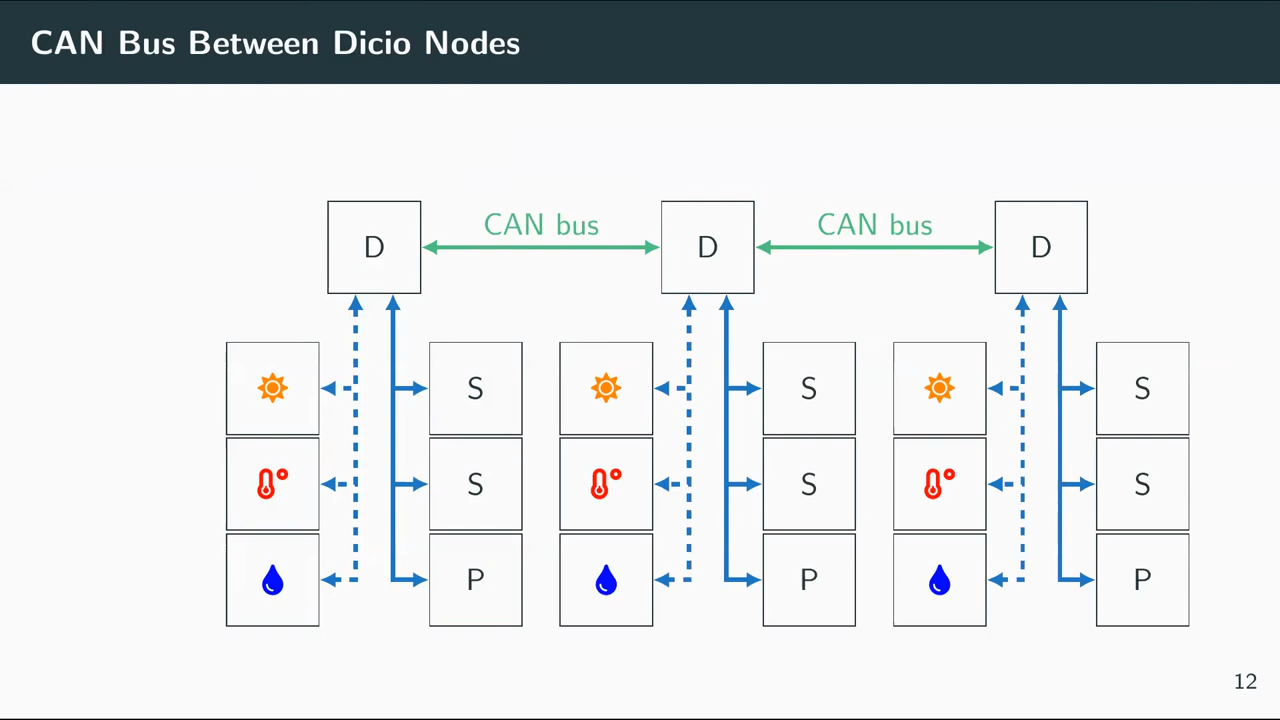 CAN Bus Between Dicio Nodes
CAN bus CAN bus
D D D
S S S
S S S
P P P
12